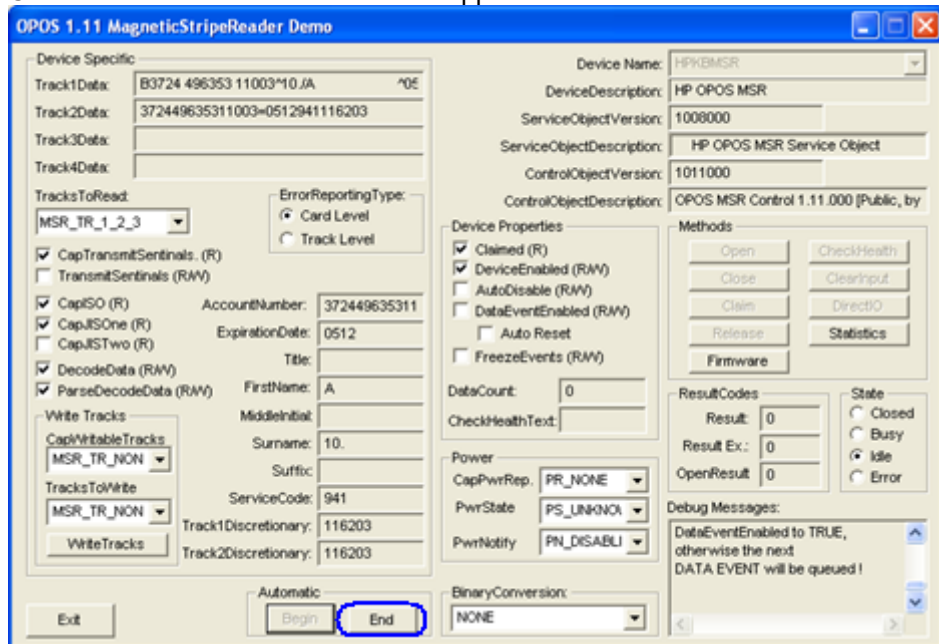 OPOS 1.11 MagneticStripeReader Demo
Device Specific
Track1Data: B3724 496353 11003^10./A ^05
Track2Data: 372449635311003=0512941116203
Track3Data:
Track4Data:
TracksToRead:
MSR_TR_1_2_3
ErrorReportingType:
Card Level
Track Level
CapTransmitSentinals. (R)
TransmitSentinals (R/W)
CapISO (R)
CapJISOne (R)
CapJISTwo (R)
DecodeData (R/W)
ParseDecodeData (R/W)
Write Tracks
CapWritableTracks
MSR_TR_NON
TracksToWrite
MSR_TR_NON
WriteTracks
AccountNumber: 372449635311
ExpirationDate: 0512
Title:
FirstName: A
MiddleInitial:
Surname: 10.
Suffix:
ServiceCode: 941
Track1Discretionary: 116203
Track2Discretionary: 116203
Exit
Automatic
Begin End
Device Name: HPKBMSR
DeviceDescription: HP OPOS MSR
ServiceObjectVersion: 1008000
ServiceObjectDescription: HP OPOS MSR Service Object
ControlObjectVersion: 1011000
ControlObjectDescription: OPOS MSR Control 1.11.000 [Public, by
Device Properties
Claimed (R)
DeviceEnabled (R/W)
AutoDisable (R/W)
DataEventEnabled (R/W)
Auto Reset
FreezeEvents (R/W)
DataCount: 0
CheckHealthText:
Power
CapPwrRep. PR_NONE
PwrState PS_UNKNOV
PwrNotify PN_DISABLI
BinaryConversion:
NONE
Methods
Open CheckHealth
Close ClearInput
Claim DirectIO
Release Statistics
Firmware
ResultCodes
Result: 0
Result Ex.: 0
OpenResult 0
State
Closed
Busy
Idle
Error
Debug Messages:
DataEventEnabled to TRUE,
otherwise the next
DATA EVENT will be queued !